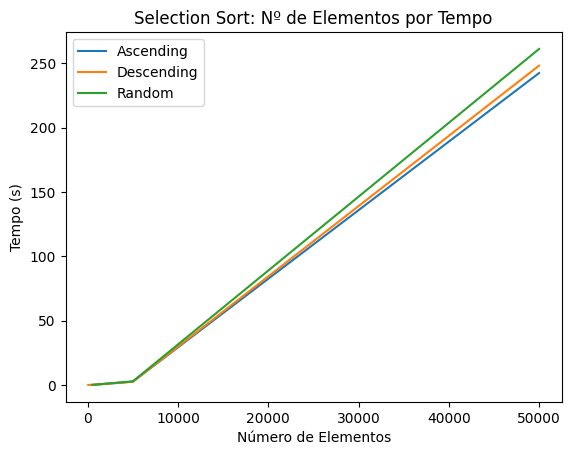 Selection Sort: Nº de Elementos por Tempo
Ascending
Descending
Random
Tempo (s)
250
200
150
100
50
0
0 10000 20000 30000 40000 50000
Número de Elementos